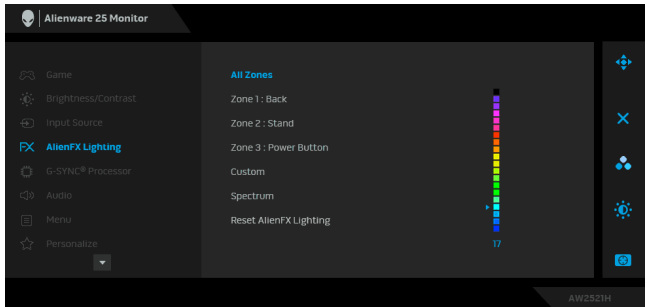 Alienware 25 Monitor
Game
Brightness/Contrast
Input Source
FX AlienFX Lighting
G-SYNC® Processor
Audio
Menu
Personalize
All Zones
Zone 1 : Back
Zone 2 : Stand
Zone 3 : Power Button
Custom
Spectrum
Reset AlienFX Lighting
17
AW2521H